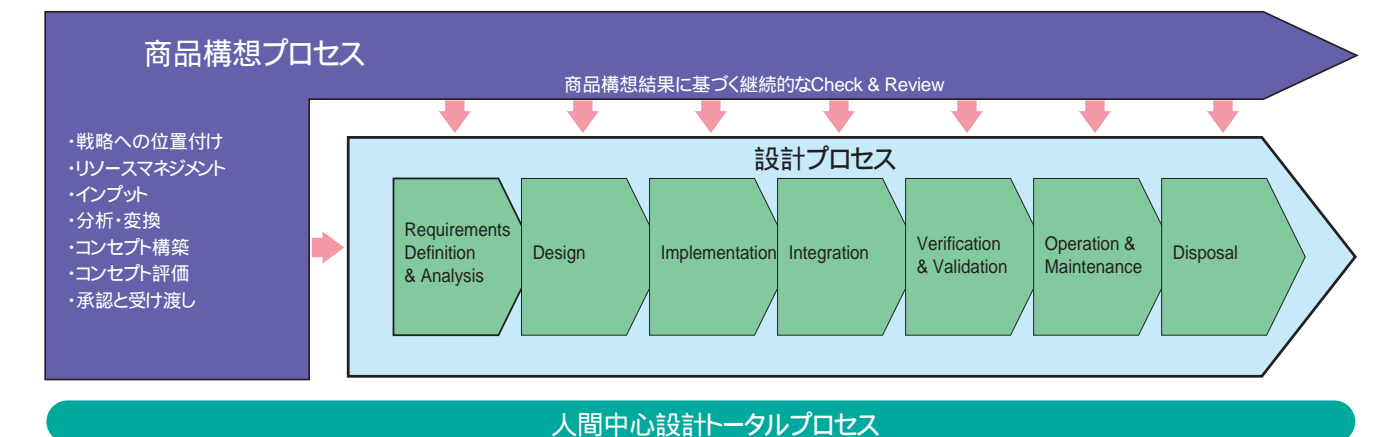 商品構想プロセス
商品構想結果に基づく継続的なCheck & Review
・戦略への位置付け
・リソースマネジメント
・インプット
・分析・変換
・コンセプト構築
・コンセプト評価
・承認と受け渡し
設計プロセス
Requirements
Definition
& Analysis
Design
Implementation
Integration
Verification
& Validation
Operation &
Maintenance
Disposal
人間中心設計トータルプロセス